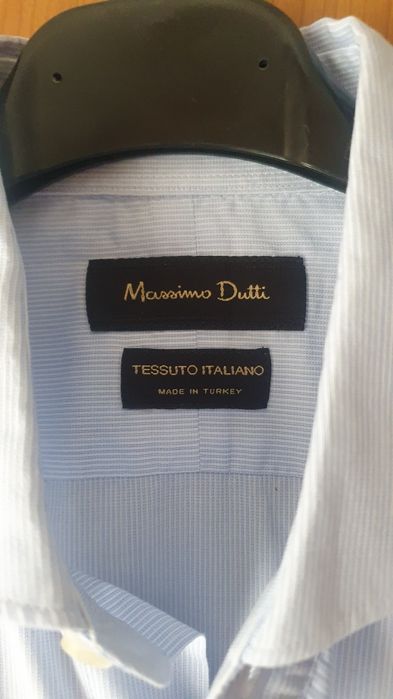 Massimo Dutti
TESSUTO ITALIANO
MADE IN TURKEY